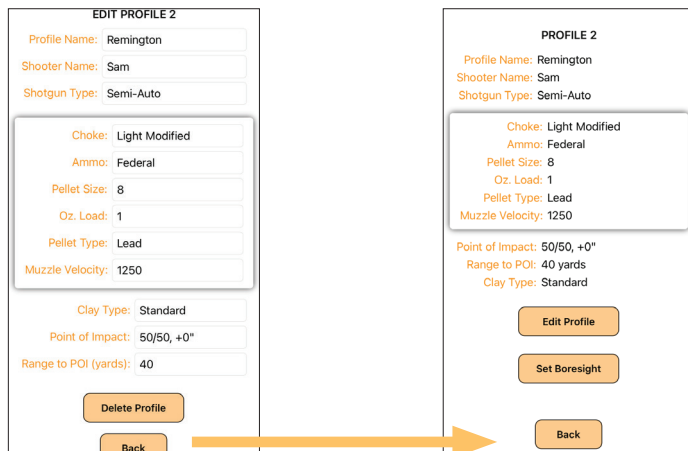 EDIT PROFILE 2
Profile Name: Remington
Shooter Name: Sam
Shotgun Type: Semi-Auto
Choke: Light Modified
Ammo: Federal
Pellet Size: 8
Oz. Load: 1
Pellet Type: Lead
Muzzle Velocity: 1250
Clay Type: Standard
Point of Impact: 50/50, +0"
Range to POI (yards): 40
Delete Profile
Back
PROFILE 2
Profile Name: Remington
Shooter Name: Sam
Shotgun Type: Semi-Auto
Choke: Light Modified
Ammo: Federal
Pellet Size: 8
Oz. Load: 1
Pellet Type: Lead
Muzzle Velocity: 1250
Point of Impact: 50/50, +0"
Range to POI: 40 yards
Clay Type: Standard
Edit Profile
Set Boresight
Back